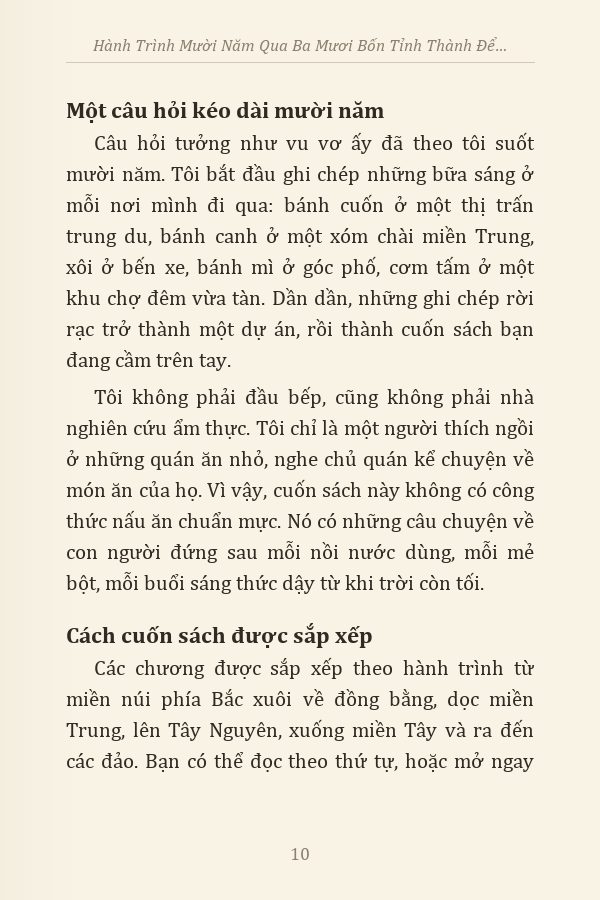 Hành Trình Mười Năm Qua Ba Mươi Bốn Tỉnh Thành Để...
Một câu hỏi kéo dài mười năm
Câu hỏi tưởng như vu vơ ấy đã theo tôi suốt
mười năm. Tôi bắt đầu ghi chép những bữa sáng ở
mỗi nơi mình đi qua: bánh cuốn ở một thị trấn
trung du, bánh canh ở một xóm chài miền Trung,
xôi ở bến xe, bánh mì ở góc phố, cơm tấm ở một
khu chợ đêm vừa tàn. Dần dần, những ghi chép rời
rạc trở thành một dự án, rồi thành cuốn sách bạn
đang cầm trên tay.
Tôi không phải đầu bếp, cũng không phải nhà
nghiên cứu ẩm thực. Tôi chỉ là một người thích ngồi
ở những quán ăn nhỏ, nghe chủ quán kể chuyện về
món ăn của họ. Vì vậy, cuốn sách này không có công
thức nấu ăn chuẩn mực. Nó có những câu chuyện về
con người đứng sau mỗi nồi nước dùng, mỗi mẻ
bột, mỗi buổi sáng thức dậy từ khi trời còn tối.
Cách cuốn sách được sắp xếp
Các chương được sắp xếp theo hành trình từ
miền núi phía Bắc xuôi về đồng bằng, dọc miền
Trung, lên Tây Nguyên, xuống miền Tây và ra đến
các đảo. Bạn có thể đọc theo thứ tự, hoặc mở ngay
10